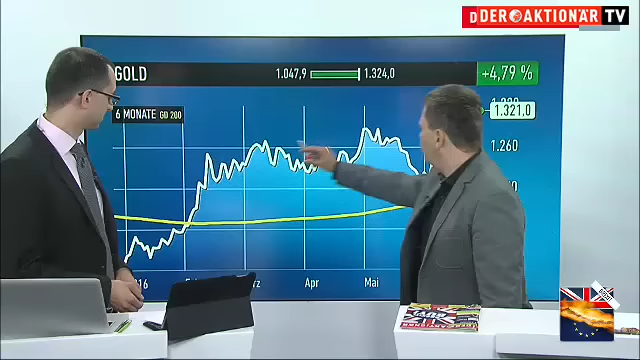 DER AKTIONÄR TV
GOLD
1.047,9
1.324,0
+4,79 %
6 MONATE GD 200
1.321,0
1.260
16
Apr
Mai